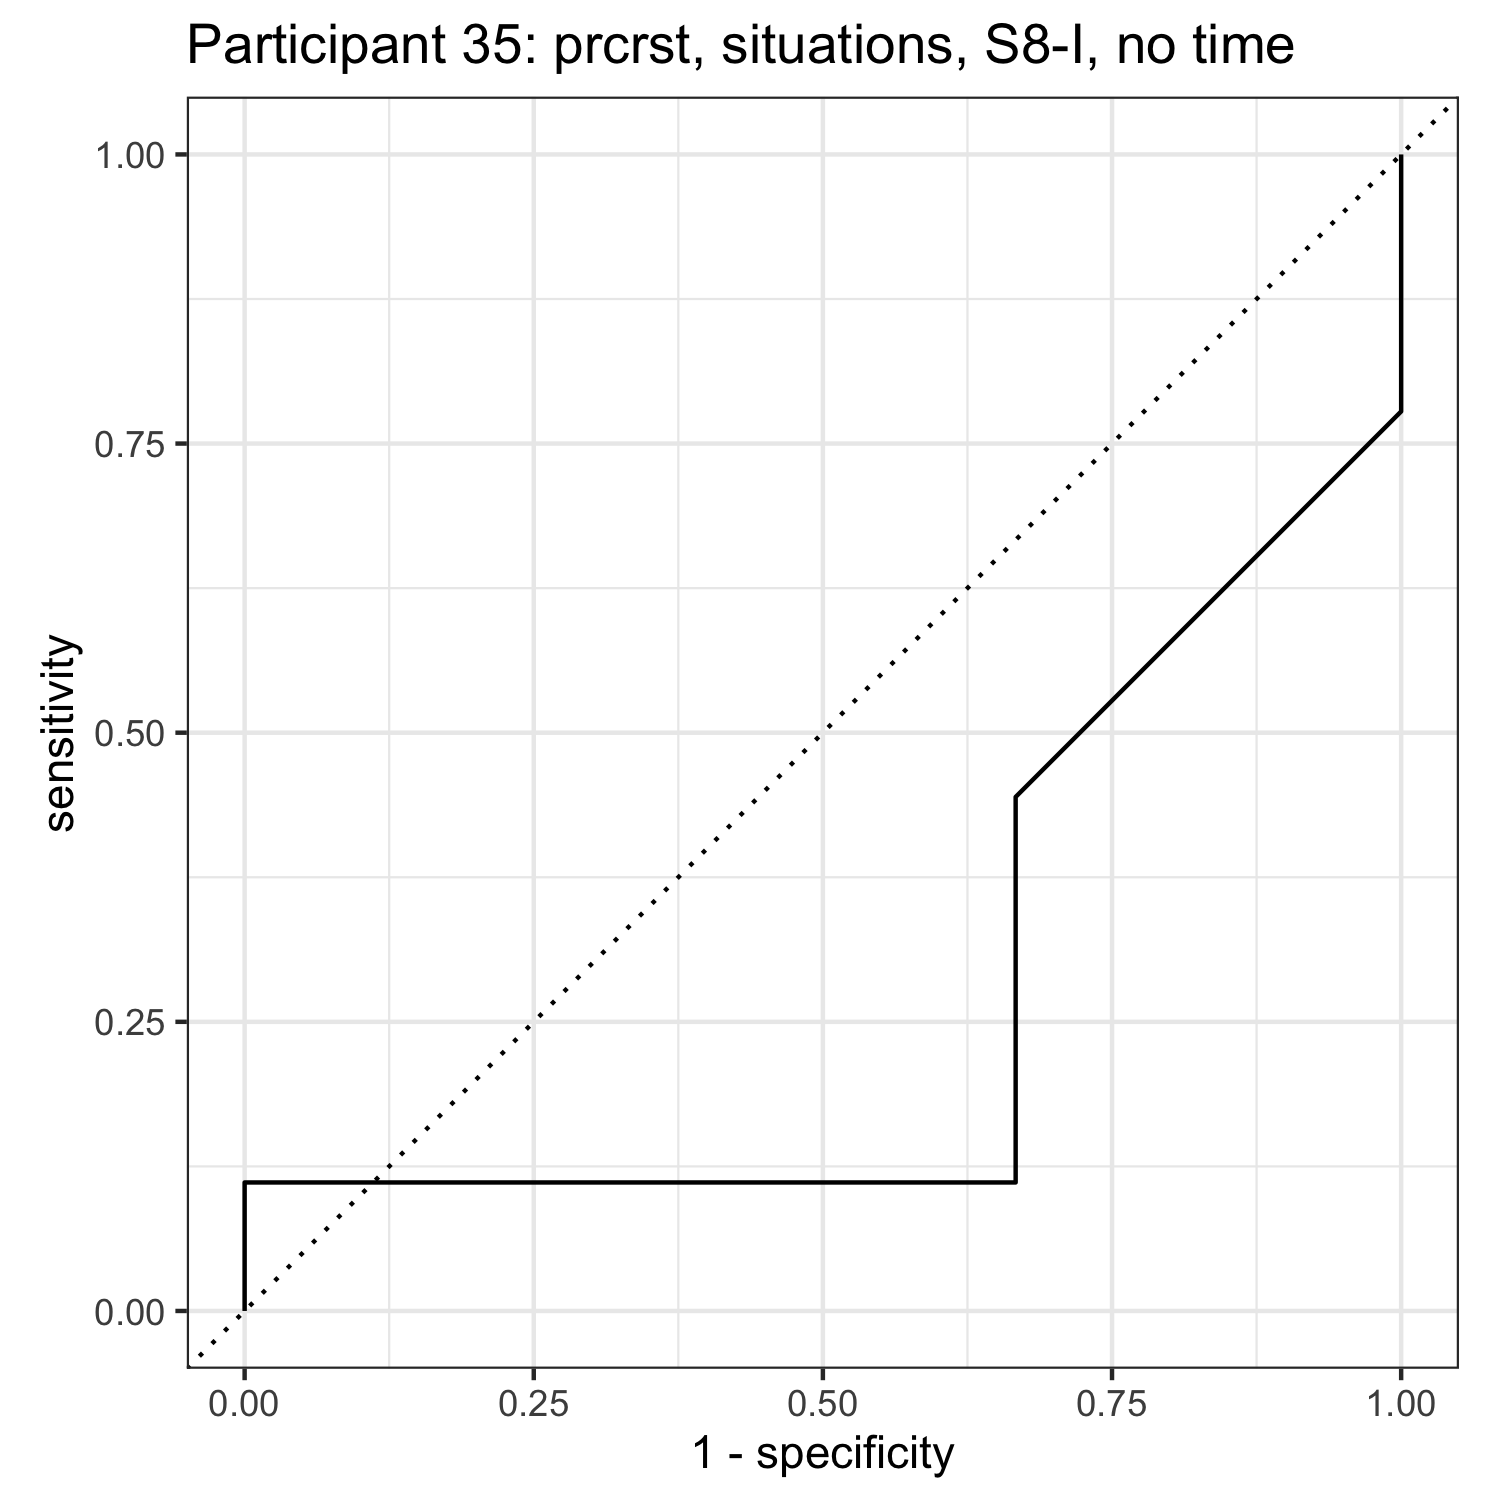 Participant 35: prcrst, situations, S8-I, no time
1.00
0.75
0.50
0.25
0.00
sensitivity
0.00 0.25 0.50 0.75 1.00
1 - specificity